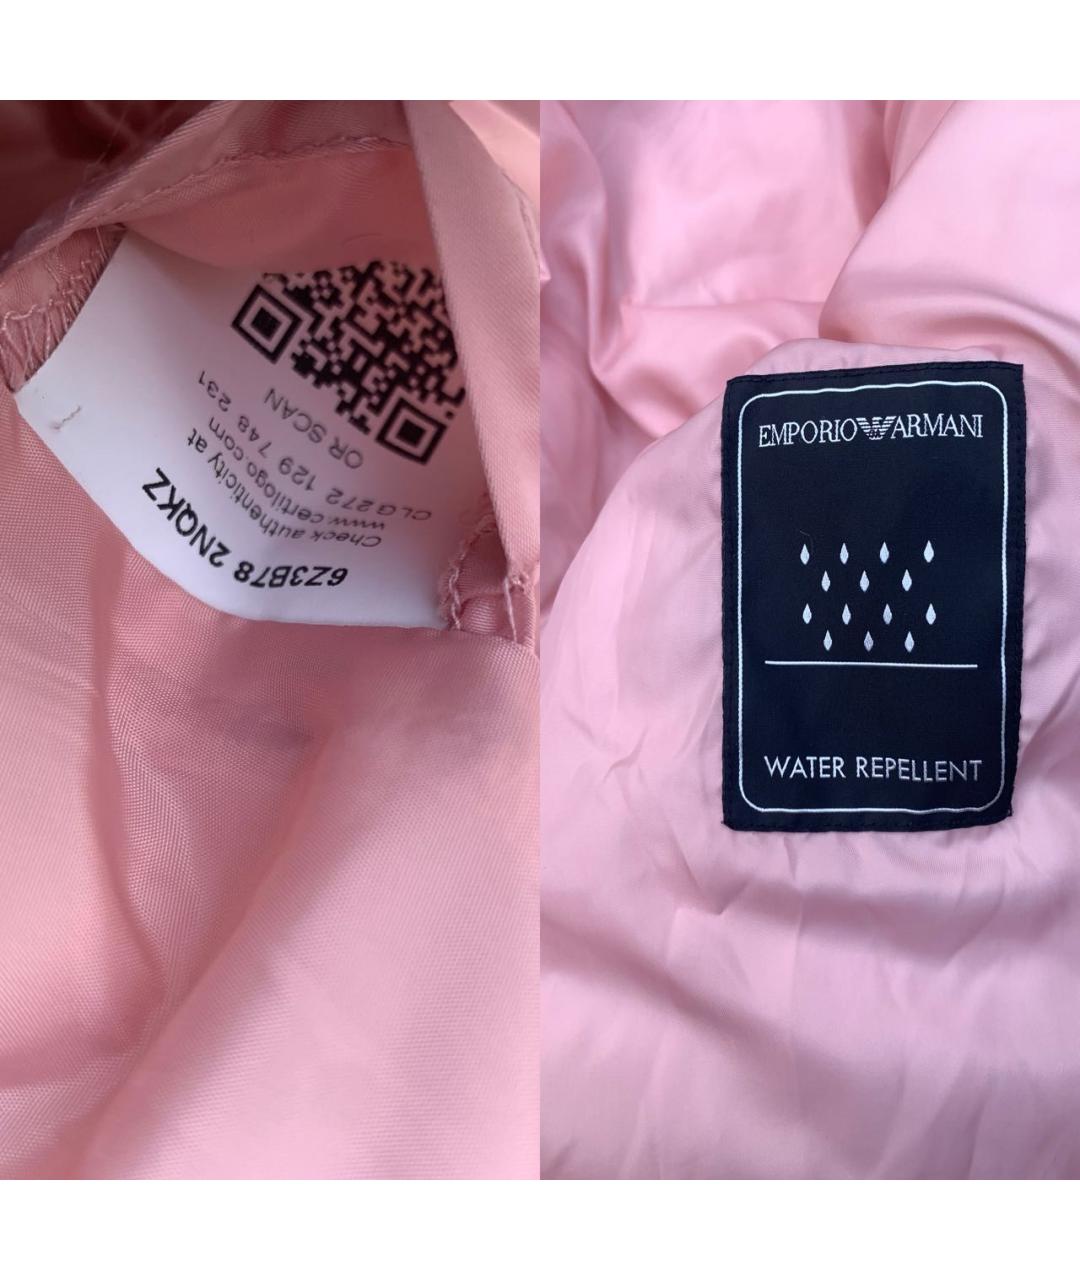 6Z3B78 2NQKZ
Check authenticity at
www.certilogo.com
CLG 272 129 748 231
OR SCAN
EMPORIO ARMANI
WATER REPELLENT